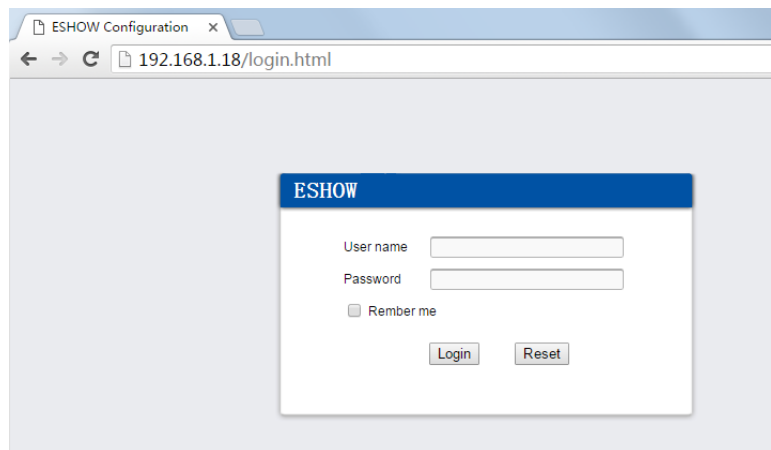 ESHOW Configuration
192.168.1.18/login.html
ESHOW
User name
Password
Rember me
Login Reset